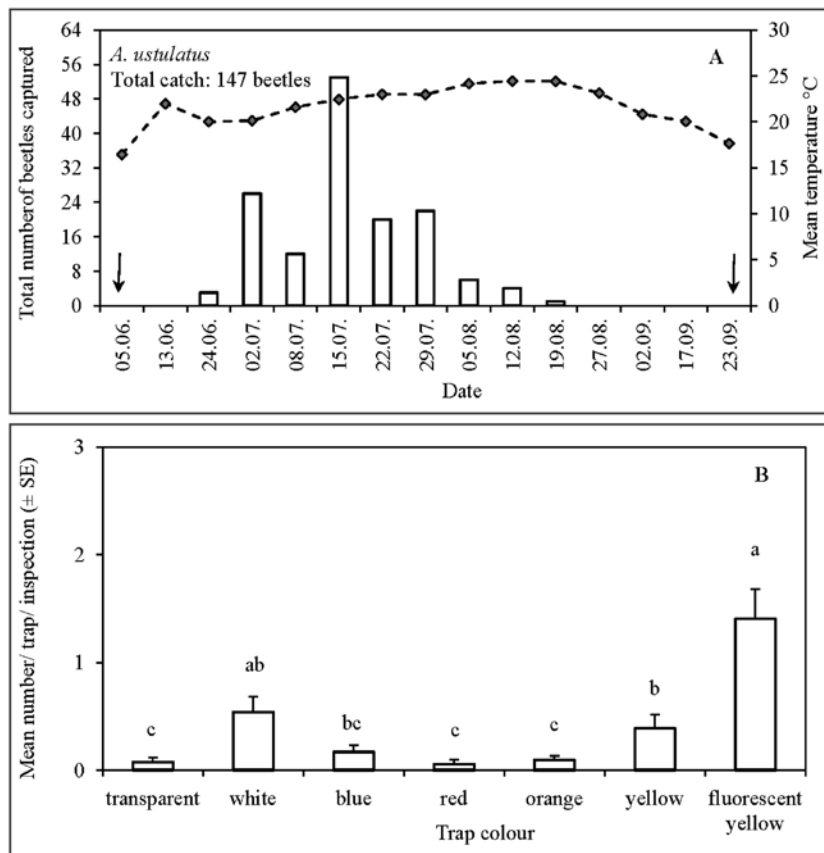 A. ustulatus
Total catch: 147 beetles
A
Total numberof beetles captured
64
56
48
40
32
24
16
8
0
30
25
20
15
10
5
0
Mean temperature °C
05.06.
13.06.
24.06.
02.07.
08.07.
15.07.
22.07.
29.07.
05.08.
12.08.
19.08.
27.08.
02.09.
17.09.
23.09.
Date
B
Mean number/ trap/ inspection (± SE)
3
2
1
0
c
ab
bc
c
c
b
a
transparent
white
blue
red
orange
yellow
fluorescent
yellow
Trap colour